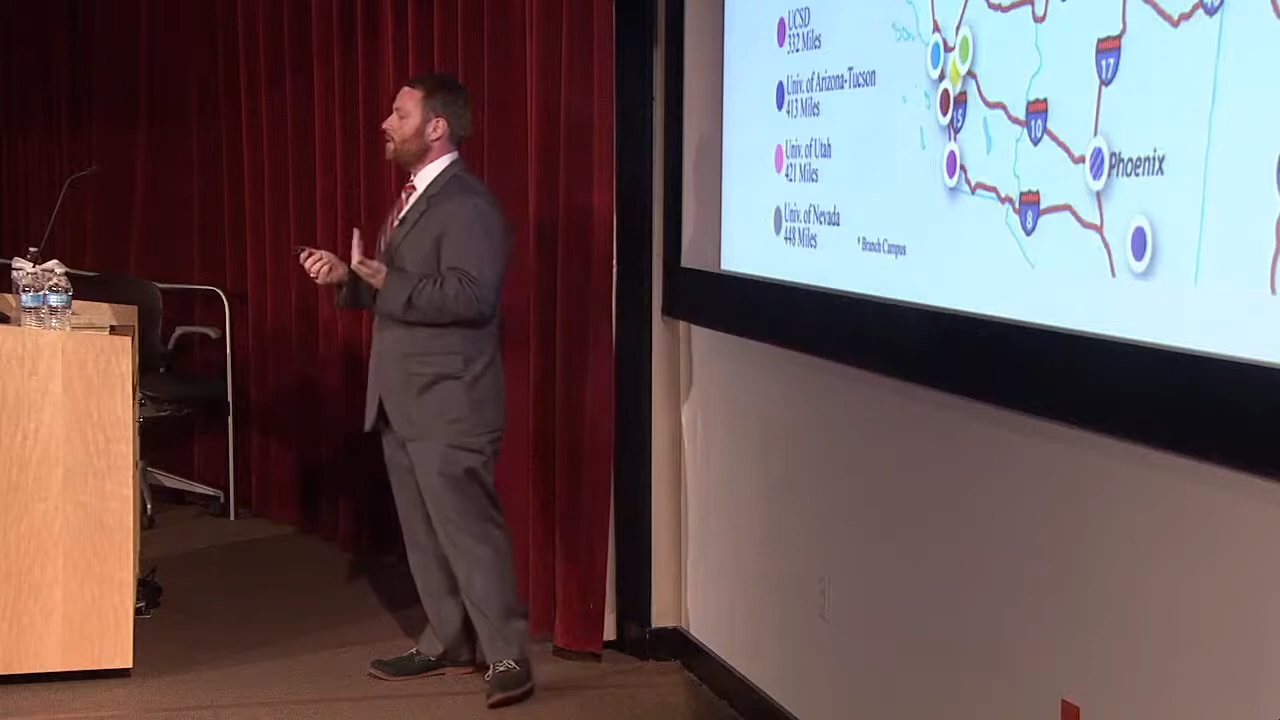 UCSD
332 Miles
Univ. of Arizona-Tucson
413 Miles
Univ. of Utah
421 Miles
Univ. of Nevada
448 Miles
* Branch Campus
17
15
10
Phoenix
8